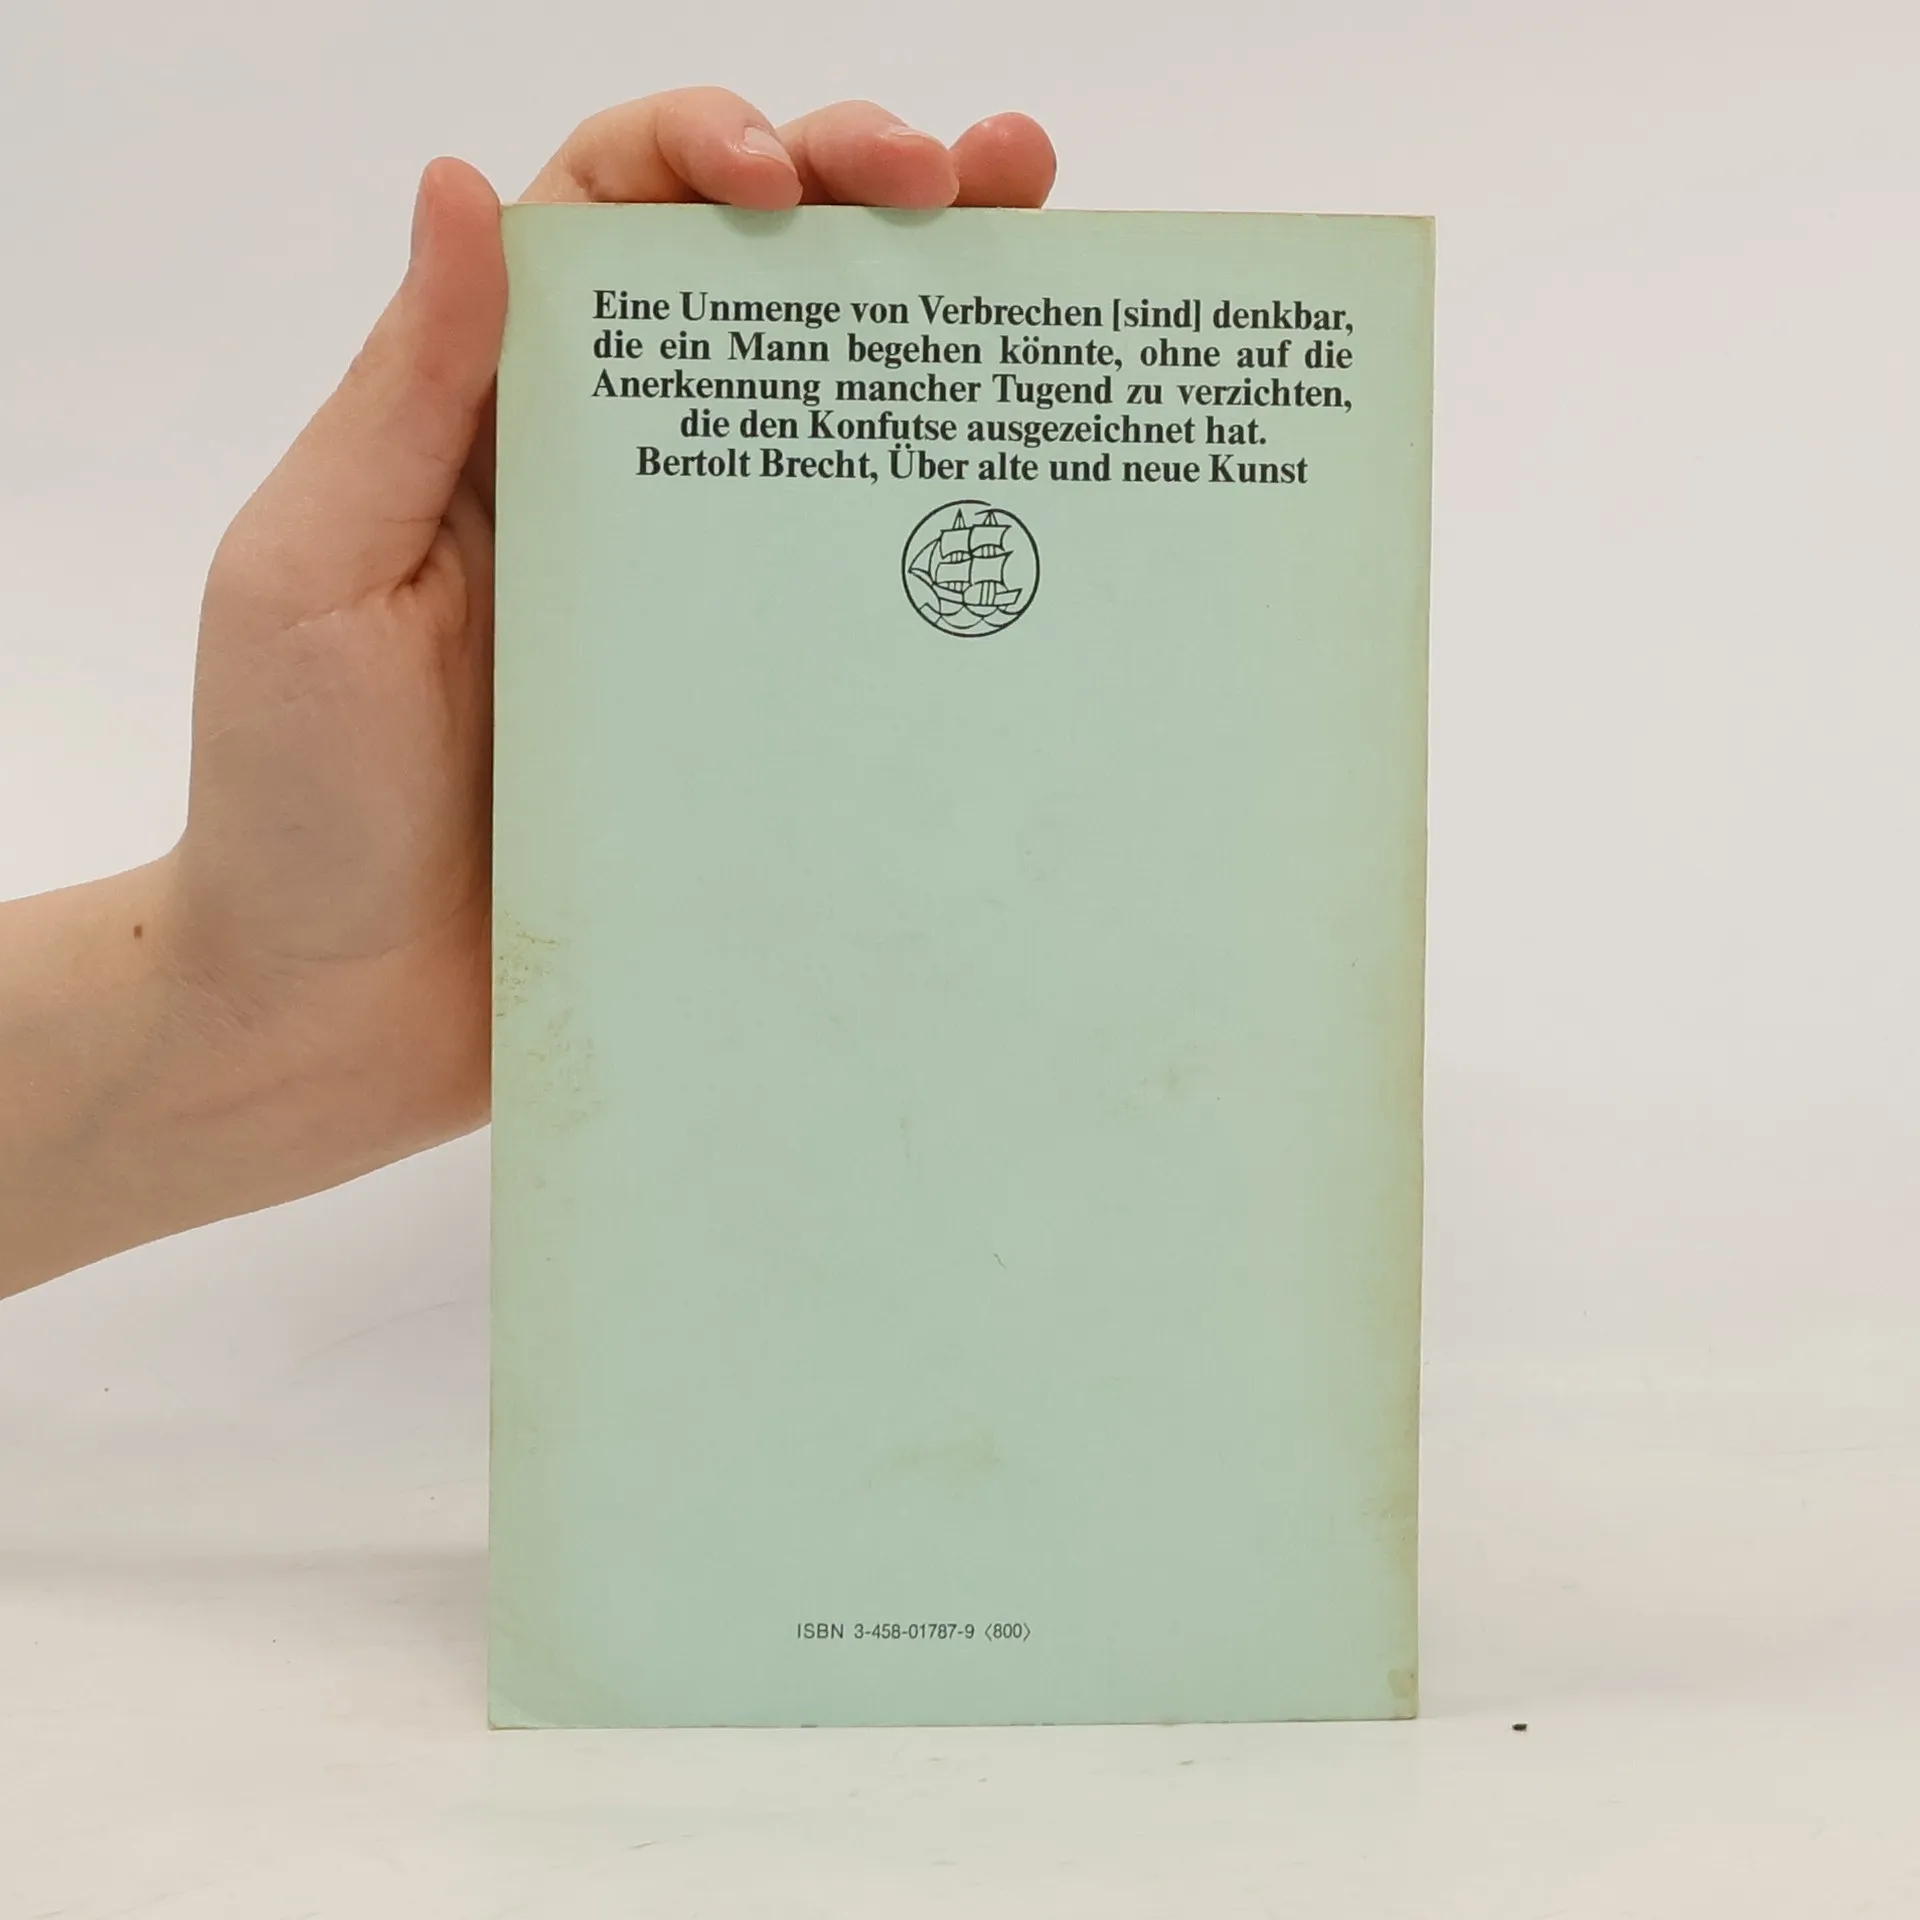 Eine Unmenge von Verbrechen [sind] denkbar,
die ein Mann begehen könnte, ohne auf die
Anerkennung mancher Tugend zu verzichten,
die den Konfutse ausgezeichnet hat.
Bertolt Brecht, Über alte und neue Kunst
ISBN 3-458-01787-9 〈800〉